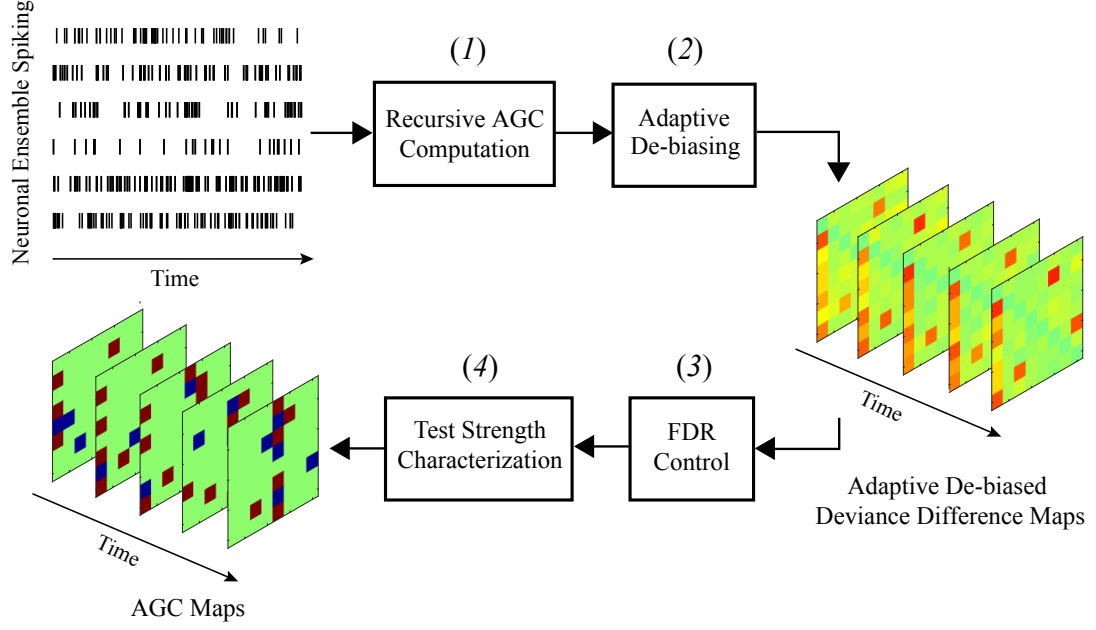 Neuronal Ensemble Spiking
Time
(1)
Recursive AGC
Computation
(2)
Adaptive
De-biasing
Time
Adaptive De-biased
Deviance Difference Maps
(3)
FDR
Control
(4)
Test Strength
Characterization
Time
AGC Maps